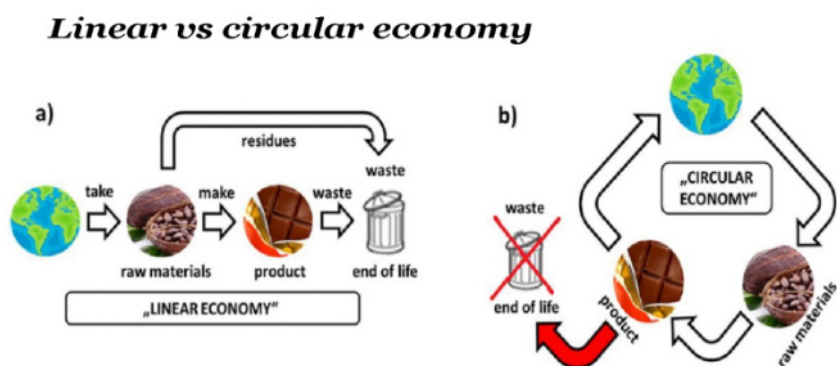 Linear vs circular economy
a)
residues
waste
take
make
waste
raw materials
product
end of life
„LINEAR ECONOMY"
b)
„CIRCULAR
ECONOMY"
waste
end of life
product
raw materials